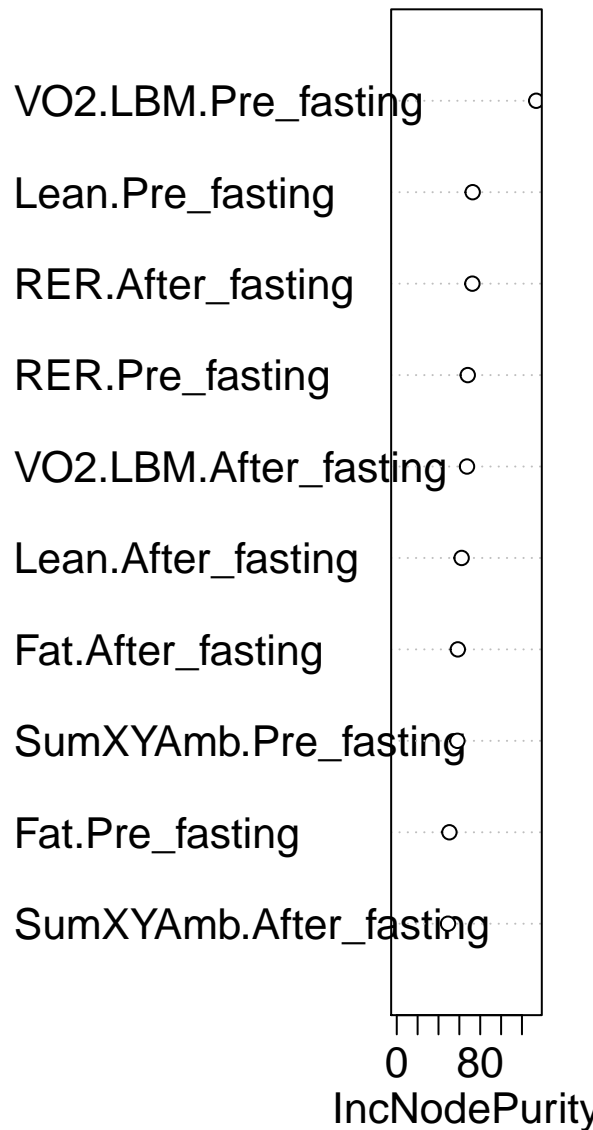 VO2.LBM.Pre_fasting
Lean.Pre_fasting
RER.After_fasting
RER.Pre_fasting
VO2.LBM.After_fasting
Lean.After_fasting
Fat.After_fasting
SumXYAmb.Pre_fasting
Fat.Pre_fasting
SumXYAmb.After_fasting
0 80
IncNodePurity